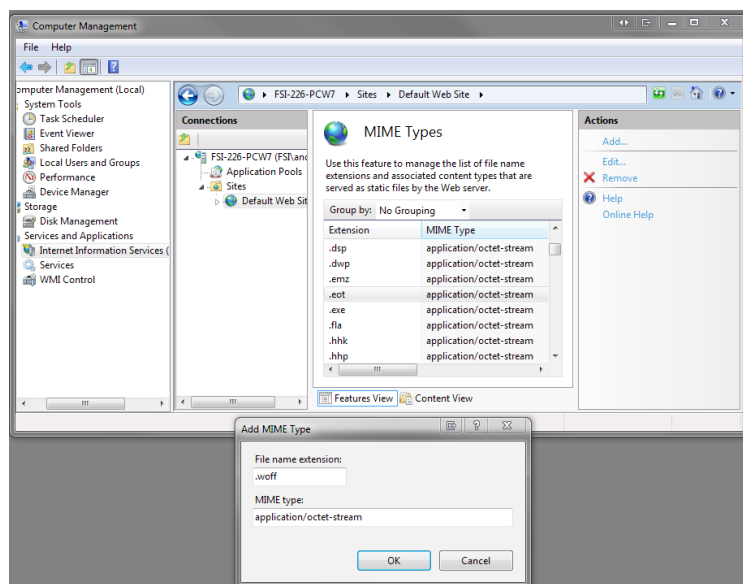 Computer Management
File Help
omputer Management (Local)
System Tools
Task Scheduler
Event Viewer
Shared Folders
Local Users and Groups
Performance
Device Manager
Storage
Disk Management
Services and Applications
Internet Information Services (
Services
WMI Control
FSI-226-PCW7 Sites Default Web Site
Connections
FSI-226-PCW7 (FSI\and
Application Pools
Sites
Default Web Sit
MIME Types
Use this feature to manage the list of file name
extensions and associated content types that are
served as static files by the Web server.
Group by: No Grouping
Extension MIME Type
.dsp application/octet-stream
.dwp application/octet-stream
.emz application/octet-stream
.eot application/octet-stream
.exe application/octet-stream
.fla application/octet-stream
.hhk application/octet-stream
.hhp application/octet-stream
Features View Content View
Actions
Add...
Edit...
Remove
Help
Online Help
Add MIME Type
File name extension:
.woff
MIME type:
application/octet-stream
OK Cancel